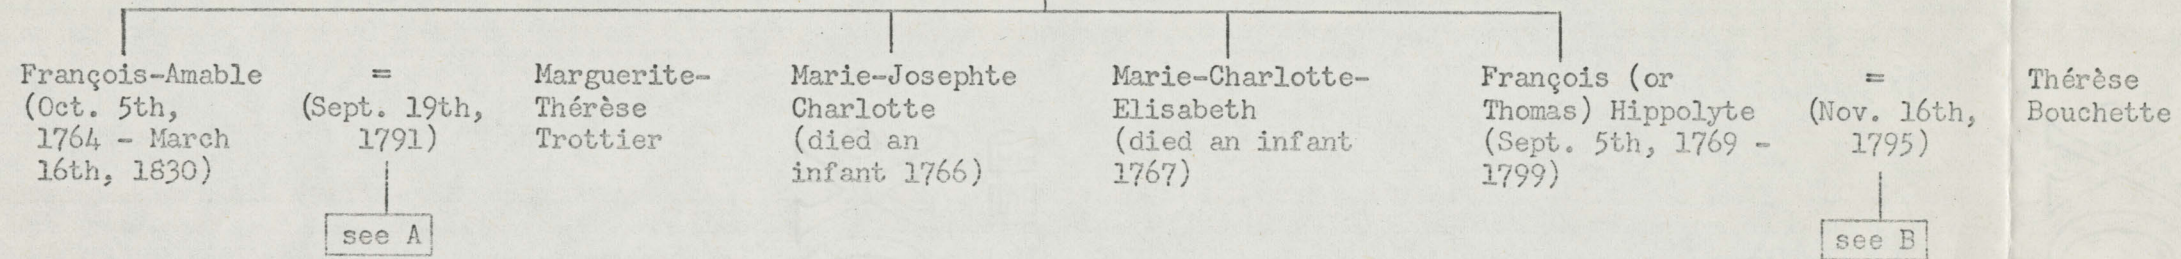 François-Amable
(Oct. 5th,
1764 - March
16th, 1830)
=
(Sept. 19th,
1791)
see A
Marguerite-
Thérèse
Trottier
Marie-Josephte
Charlotte
(died an
infant 1766)
Marie-Charlotte-
Elisabeth
(died an infant
1767)
François (or
Thomas) Hippolyte
(Sept. 5th, 1769 -
1799)
=
(Nov. 16th,
1795)
see B
Thérèse
Bouchette